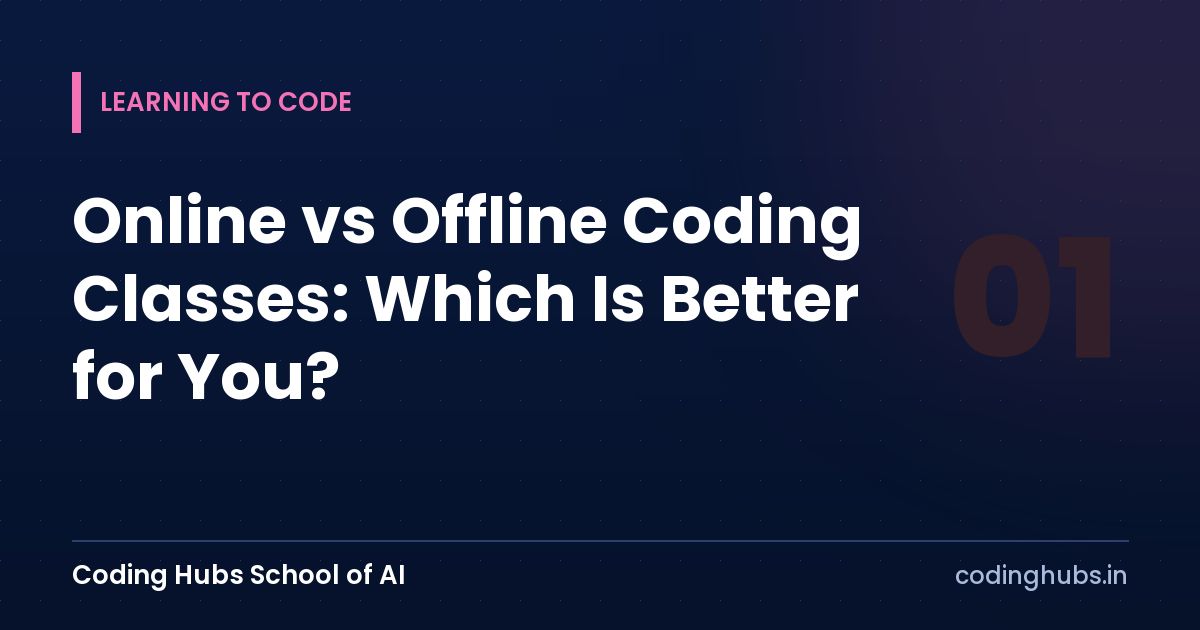 LEARNING TO CODE
Online vs Offline Coding
Classes: Which Is Better
for You?
01
Coding Hubs School of AI
codinghubs.in